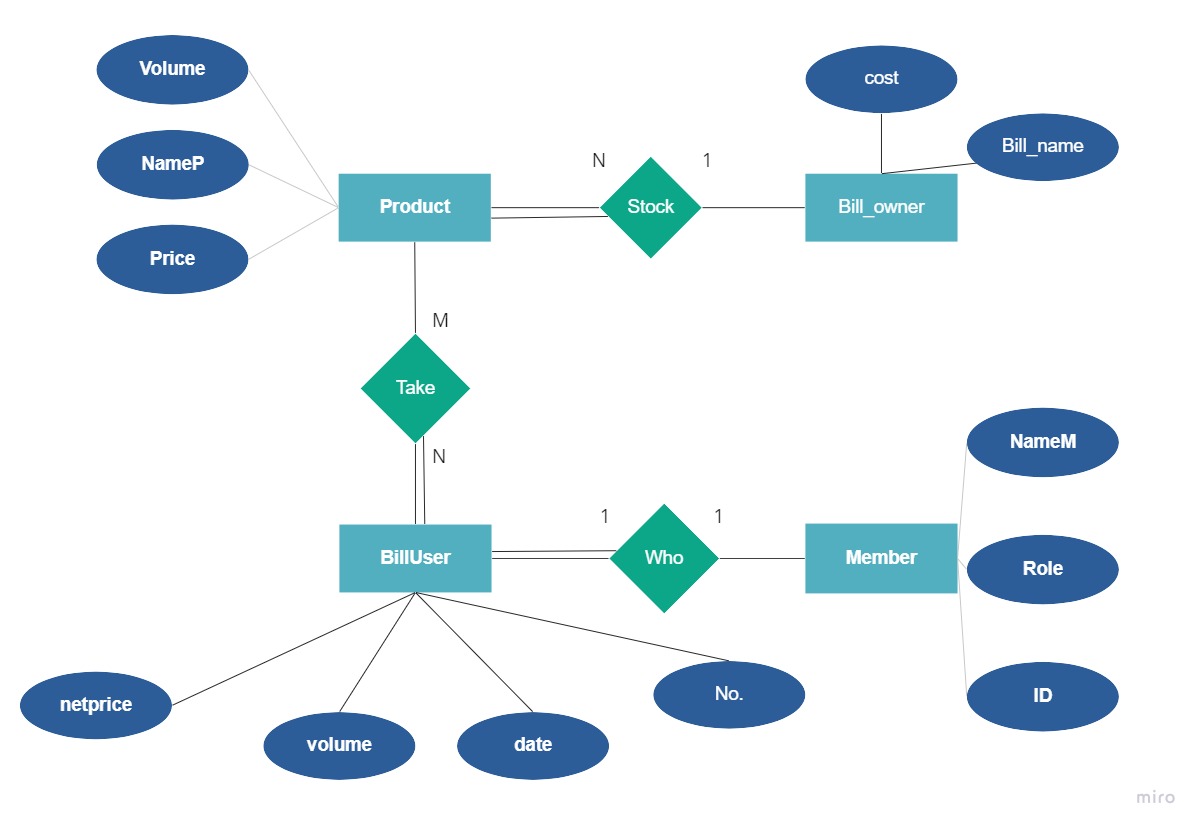 Volume
cost
Bill_name
NameP
N
1
Product
Stock
Bill_owner
Price
M
Take
NameM
N
1
1
BillUser
Who
Member
Role
netprice
No.
ID
volume
date
miro